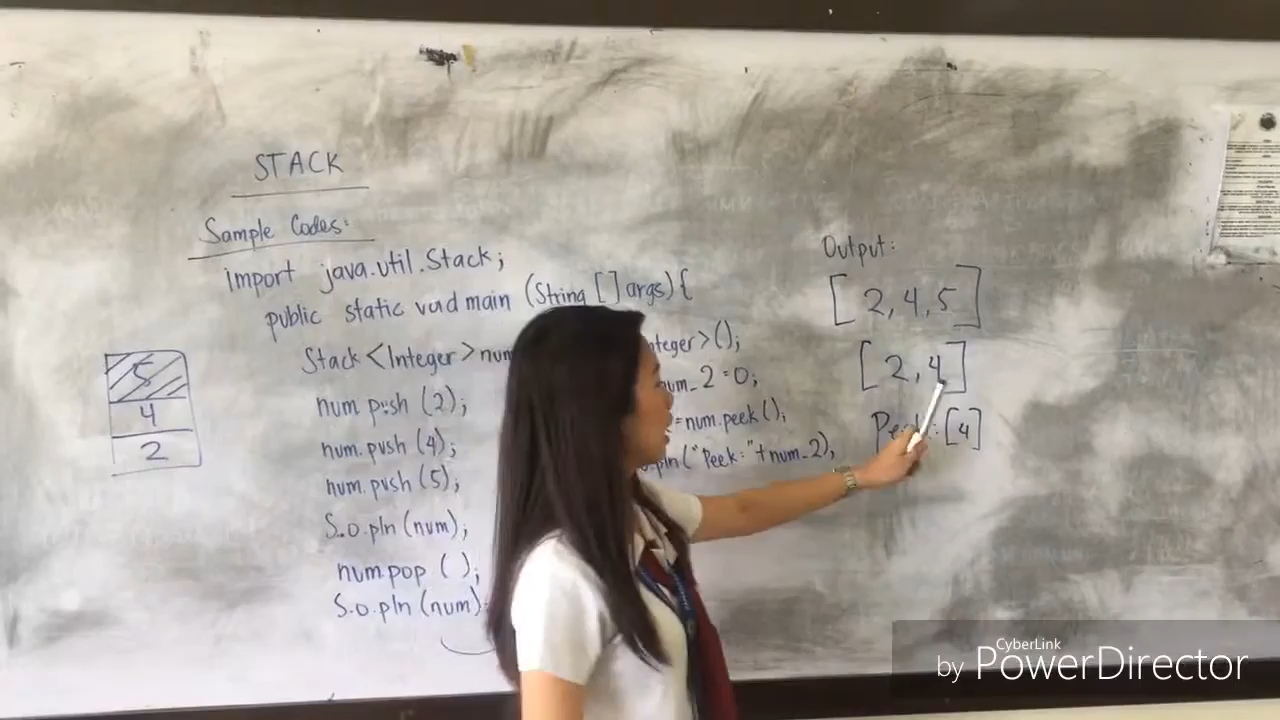 STACK
Sample Codes:
import java.util.Stack;
public static void main (String [] args) {
Stack <Integer> num
num.push (2);
num.push (4);
num.push (5);
S.o.pln (num);
num.pop ( );
S.o.pln (num);
nteger>();
num_2 = 0;
=num.peek();
.pln("Peek: "+num_2);
5
4
2
Output:
[ 2, 4, 5 ]
[ 2, 4 ]
[4]
CyberLink
by PowerDirector